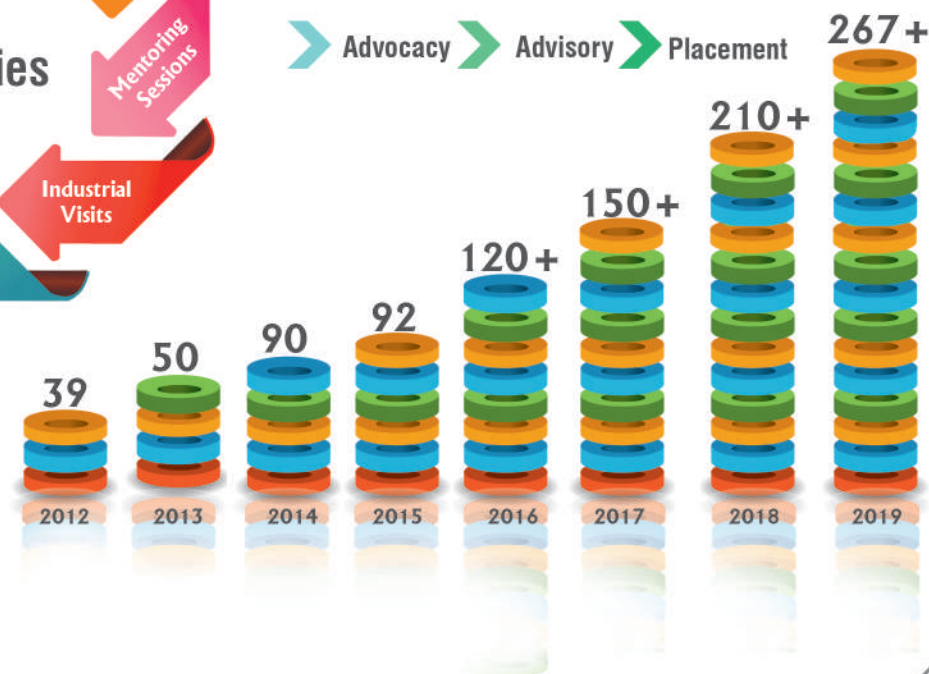 ies
Mentoring
Sessions
Industrial
Visits
Advocacy
Advisory
Placement
39
50
90
92
120+
150+
210+
267+
2012
2013
2014
2015
2016
2017
2018
2019